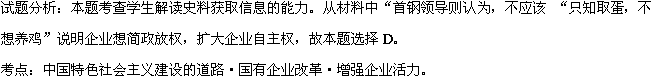 试题分析：本题考查学生解读史料获取信息的能力。从材料中“首钢领导则认为，不应该 “只知取蛋，不
想养鸡”说明企业想简政放权，扩大企业自主权，故本题选择 D。
考点：中国特色社会主义建设的道路·国有企业改革·增强企业活力。